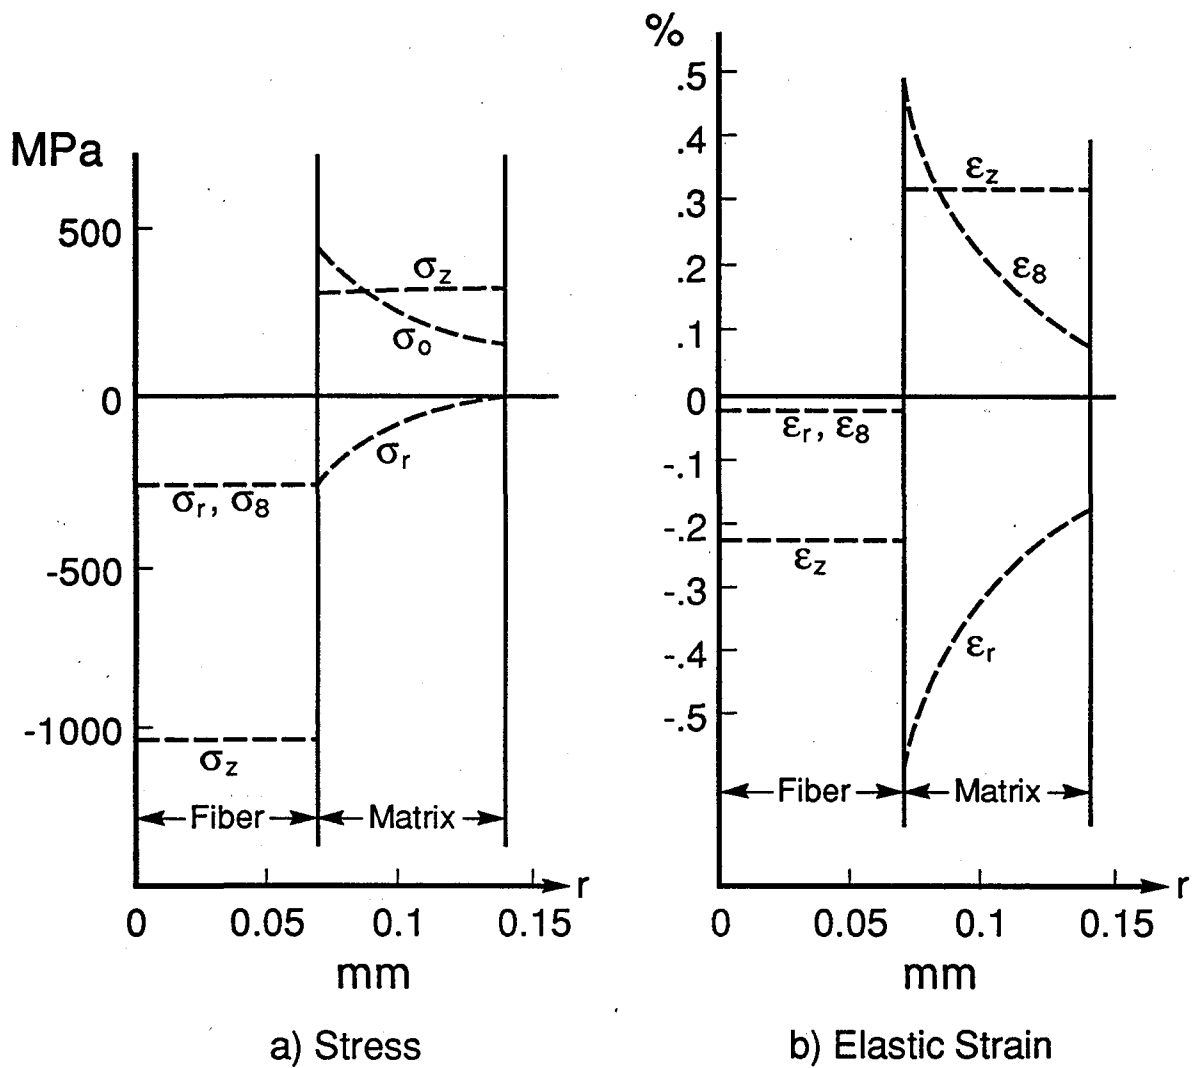 MPa
500
0
-500
-1000
σz
σo
σr
σr, σ8
σz
Fiber
Matrix
r
0
0.05
0.1
0.15
mm
a) Stress
%
.5
.4
.3
.2
.1
0
-.1
-.2
-.3
-.4
-.5
εz
ε8
εr, ε8
εz
εr
Fiber
Matrix
r
0
0.05
0.1
0.15
mm
b) Elastic Strain